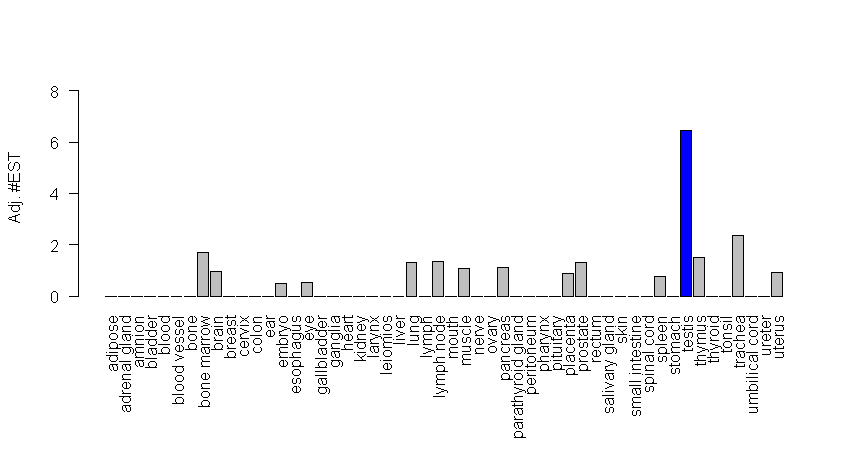 Adj. #EST
8
6
4
2
0
adipose
adrenal gland
amnion
bladder
blood
blood vessel
bone
bone marrow
brain
breast
cervix
colon
ear
embryo
esophagus
eye
gallbladder
ganglia
heart
kidney
larynx
leiomios
liver
lung
lymph
lymph node
mouth
muscle
nerve
ovary
pancreas
parathyroid gland
peritoneum
pharynx
pituitary
placenta
prostate
rectum
salivary gland
skin
small intestine
spinal cord
spleen
stomach
testis
thymus
thyroid
tonsil
trachea
umbilical cord
ureter
uterus